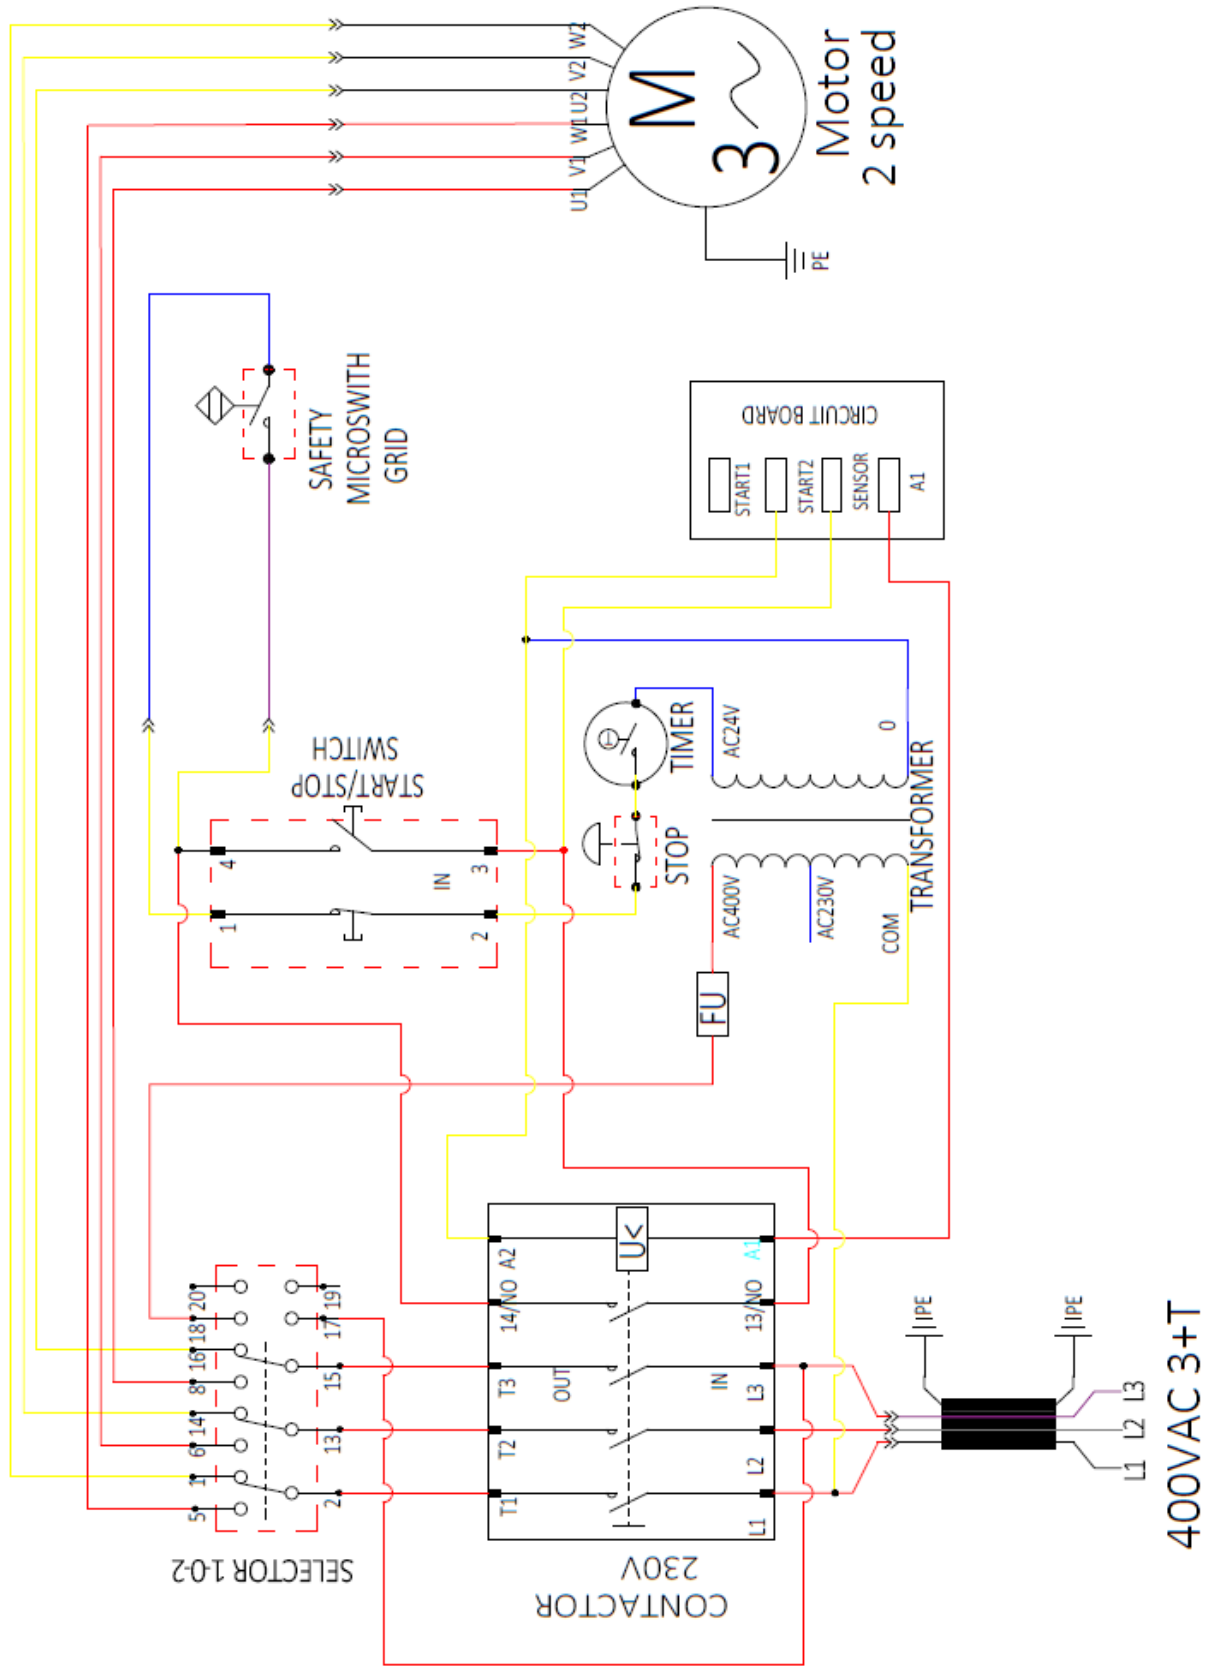 W2
V2
U2
W1
V1
U1
M
3
Motor
2 speed
PE
SAFETY
MICROSWITH
GRID
CIRCUIT BOARD
START1
START2
SENSOR
A1
START/STOP
SWITCH
4
3
IN
1
2
TIMER
STOP
AC24V
0
TRANSFORMER
AC400V
AC230V
COM
FU
20
19
18
17
16
8
15
14
6
13
1
5
2
SELECTOR 1-0-2
A2
U<
A1
14/NO
13/NO
T3
OUT
IN
L3
T2
L2
T1
L1
CONTACTOR
230V
PE
PE
L3
L2
L1
400VAC 3+T